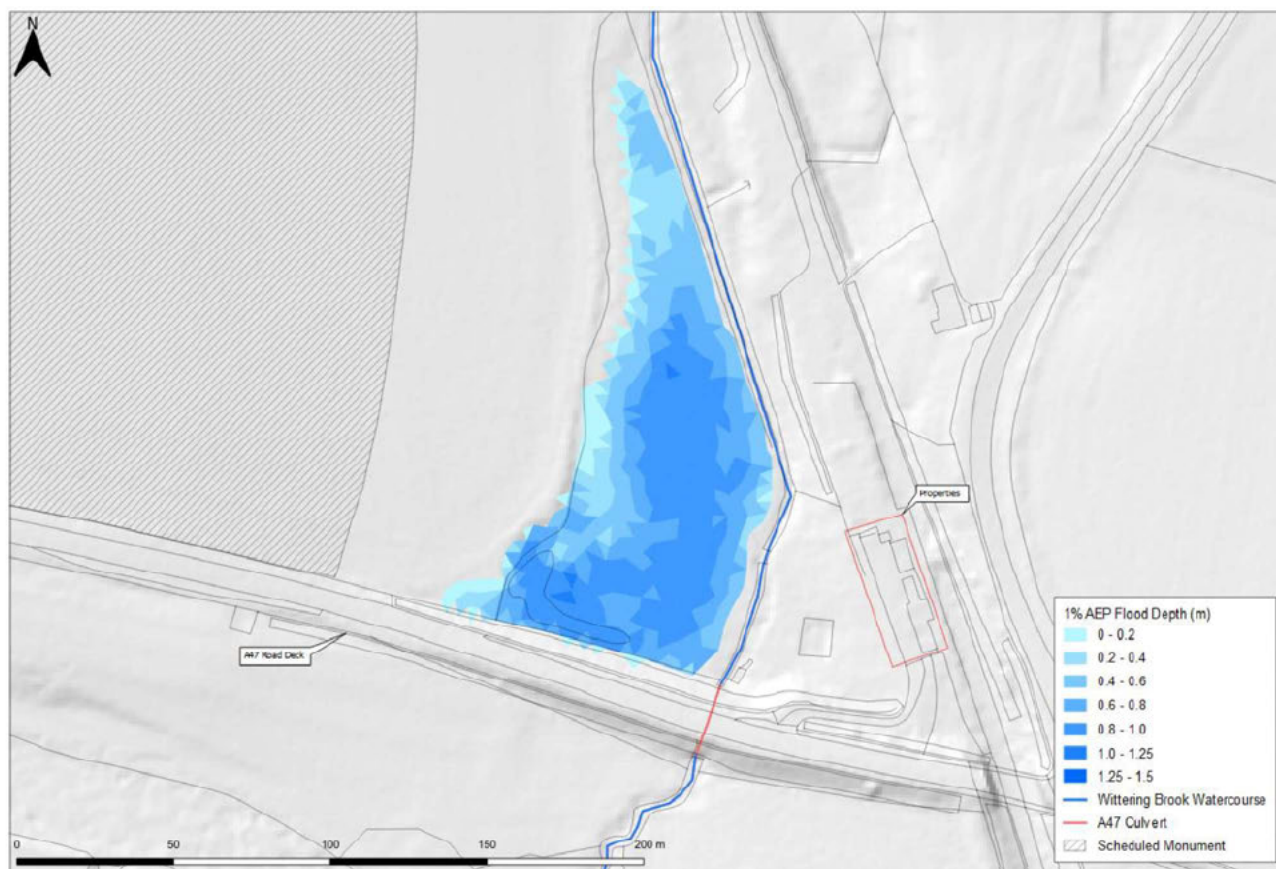 N
Properties
A47 Road Deck
1% AEP Flood Depth (m)
0 - 0.2
0.2 - 0.4
0.4 - 0.6
0.6 - 0.8
0.8 - 1.0
1.0 - 1.25
1.25 - 1.5
Wittering Brook Watercourse
A47 Culvert
Scheduled Monument
0 50 100 150 200 m